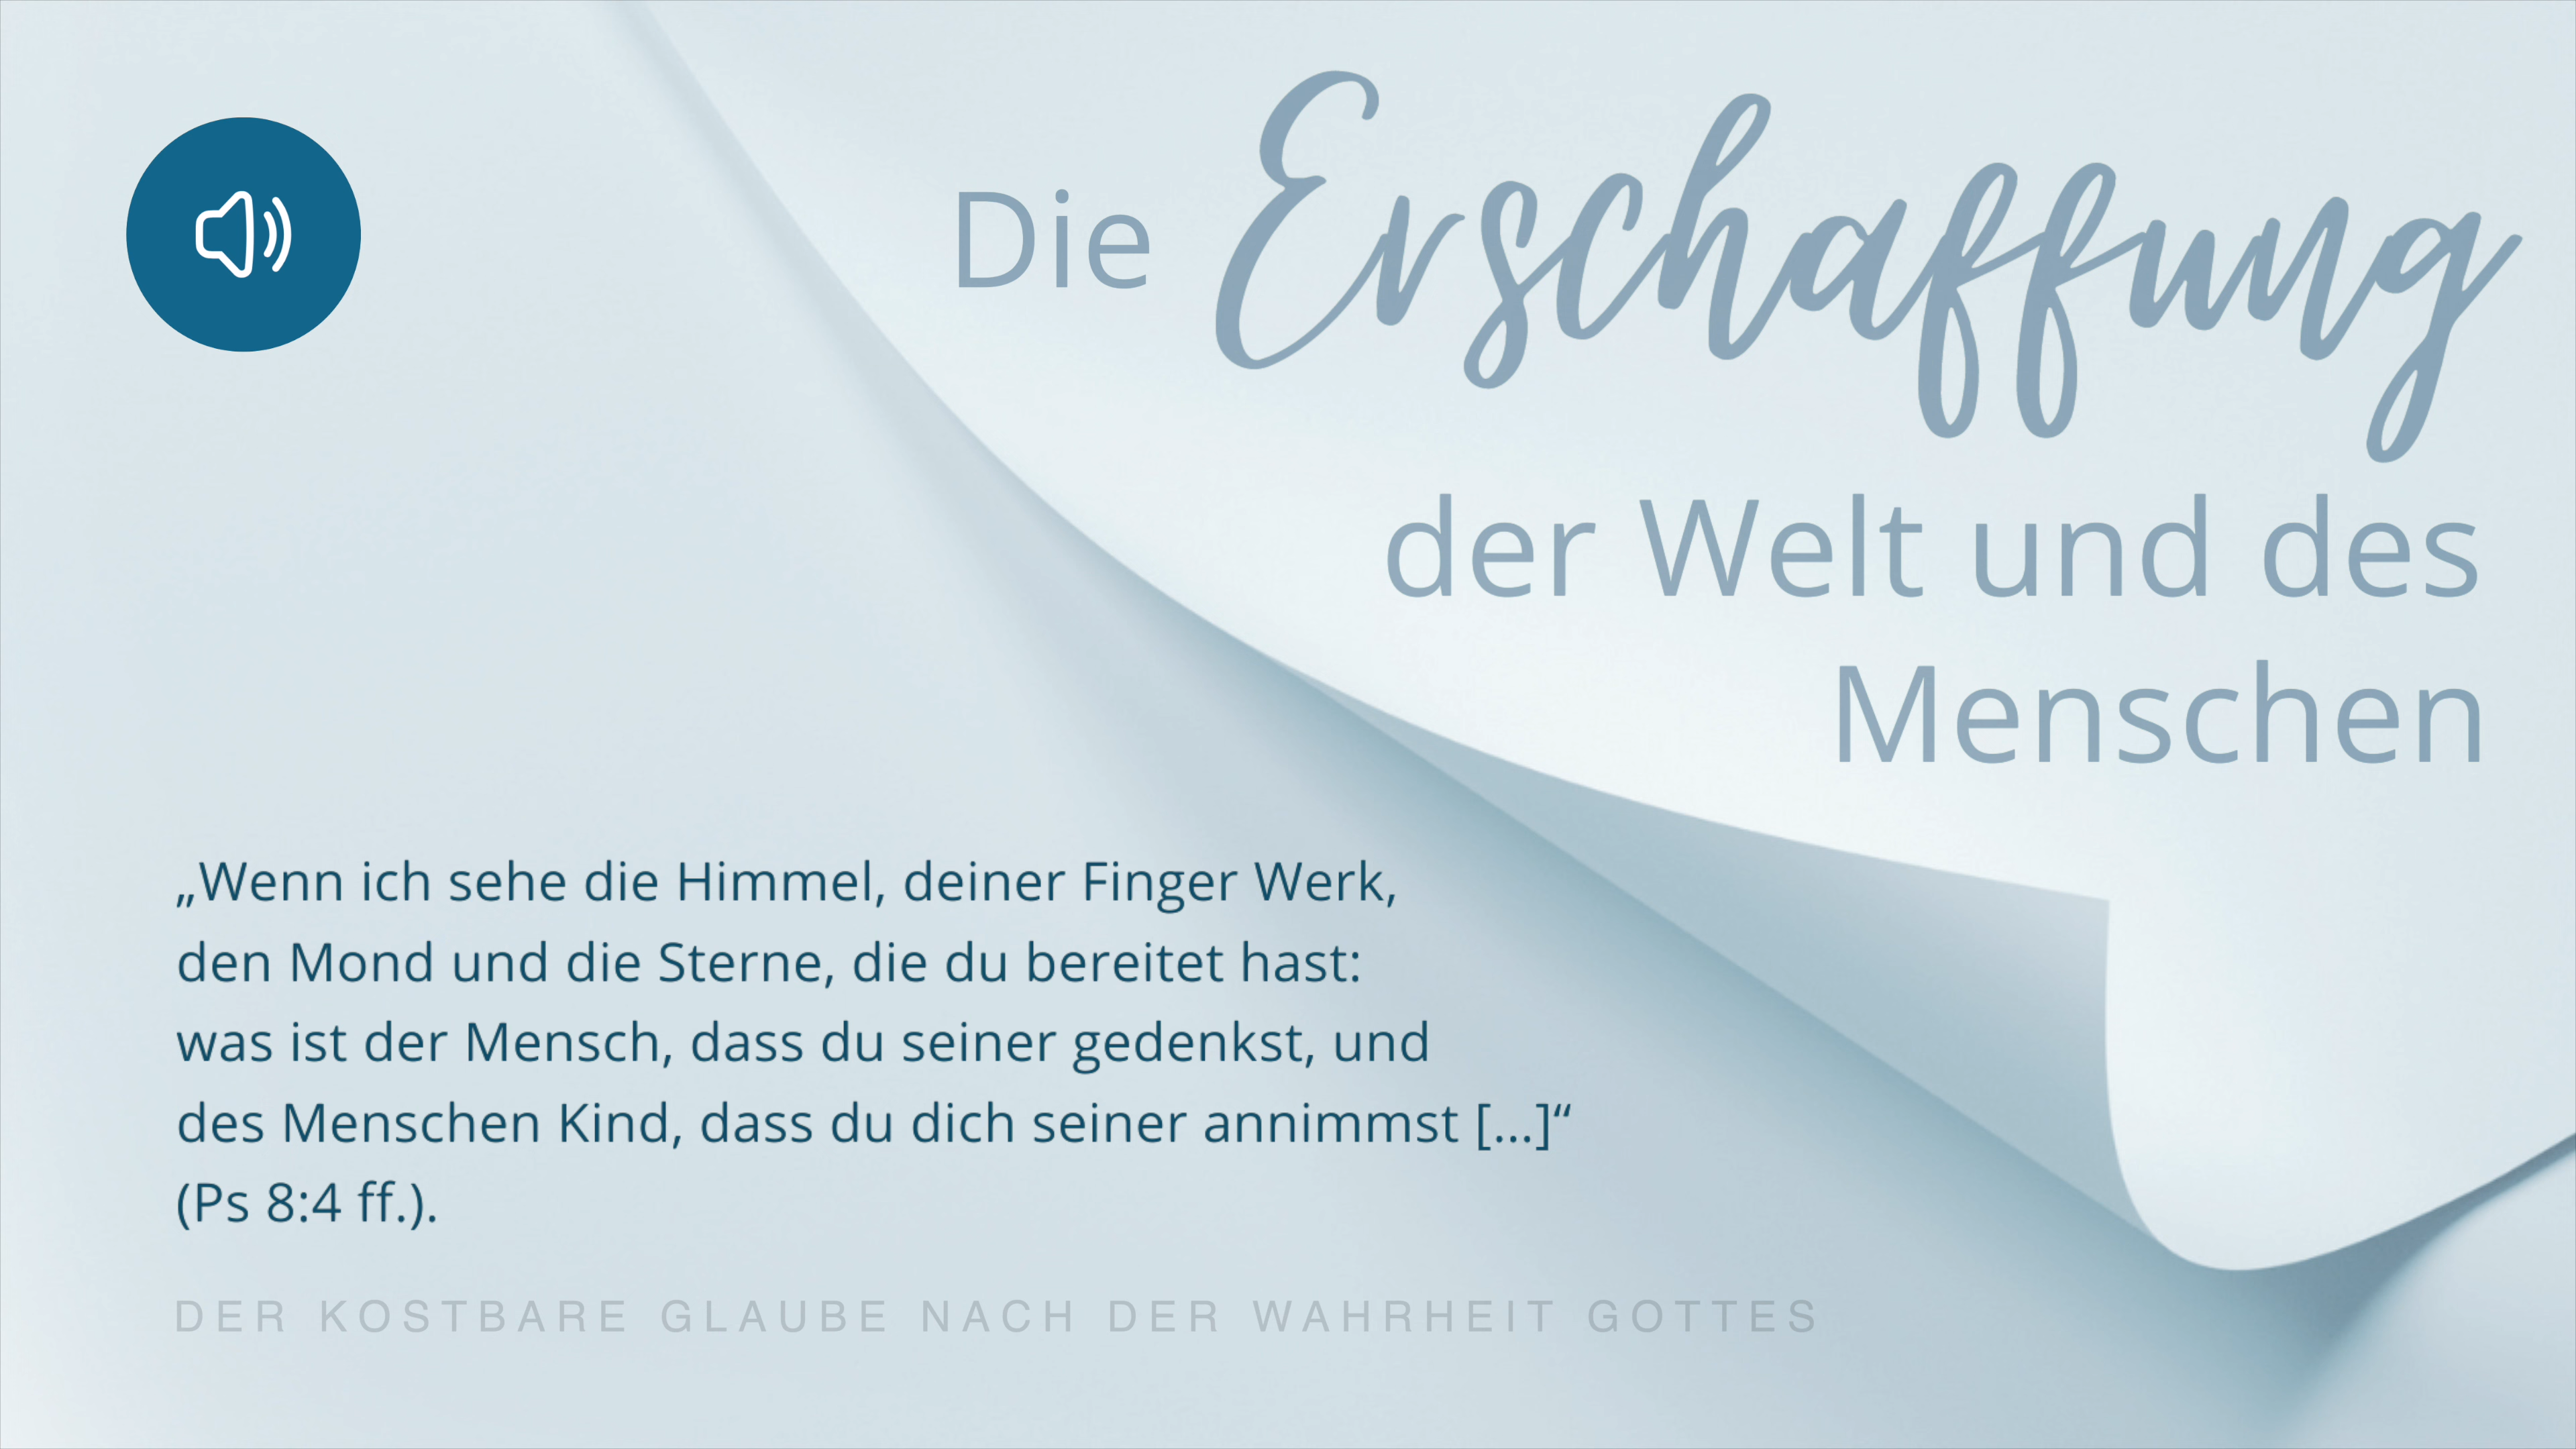 Die Erschaffung
der Welt und des
Menschen
„Wenn ich sehe die Himmel, deiner Finger Werk,
den Mond und die Sterne, die du bereitet hast:
was ist der Mensch, dass du seiner gedenkst, und
des Menschen Kind, dass du dich seiner annimmst [...]“
(Ps 8:4 ff.).
DER KOSTBARE GLAUBE NACH DER WAHRHEIT GOTTES